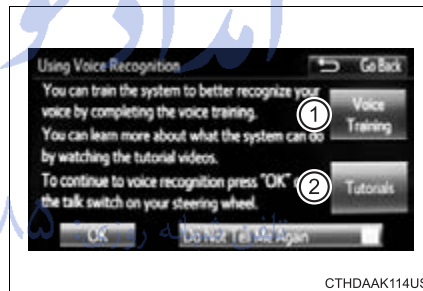 امداد خو
Using Voice Recognition
Go Back
You can train the system to better recognize your
voice by completing the voice training.
1
Voice
Training
You can learn more about what the system can do
by watching the tutorial videos.
To continue to voice recognition press "OK"
2
Tutorials
the talk switch on your steering wheel.
OK
Do Not Tell Me Again
CTHDAAK114US